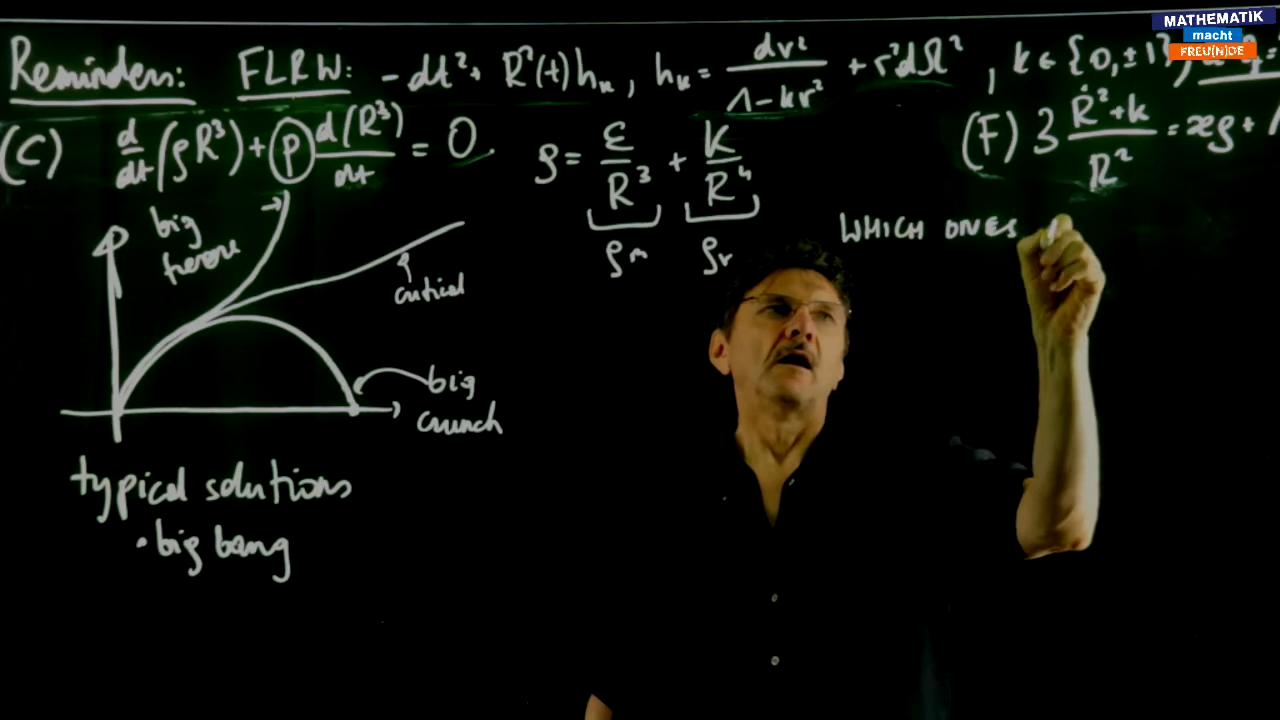 MATHEMATIK
macht
FREU(N)DE
Reminders: FLRW: -dt²+ R²(t)hₖ, hₖ= dr²/(1-kr²) + r²dΩ², k∈{0,±1},
(C) d/dt(ρR³)+p d(R³)/dt = 0 ρ= ε/R³ + K/R⁴ (F) 3 (Ṙ²+k)/R² = ϰρ+
ρm ρr
WHICH ONES
big
freeze
critical
big
crunch
typical solutions
• big bang